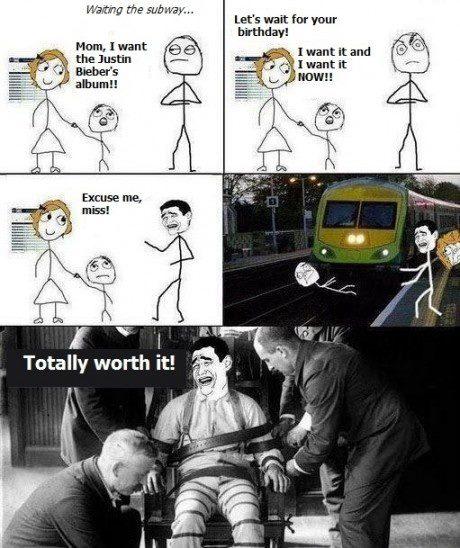 Waiting the subway...
Mom, I want
the Justin
Bieber's
album!!
Let's wait for your
birthday!
I want it and
I want it
NOW!!
Excuse me,
miss!
Totally worth it!